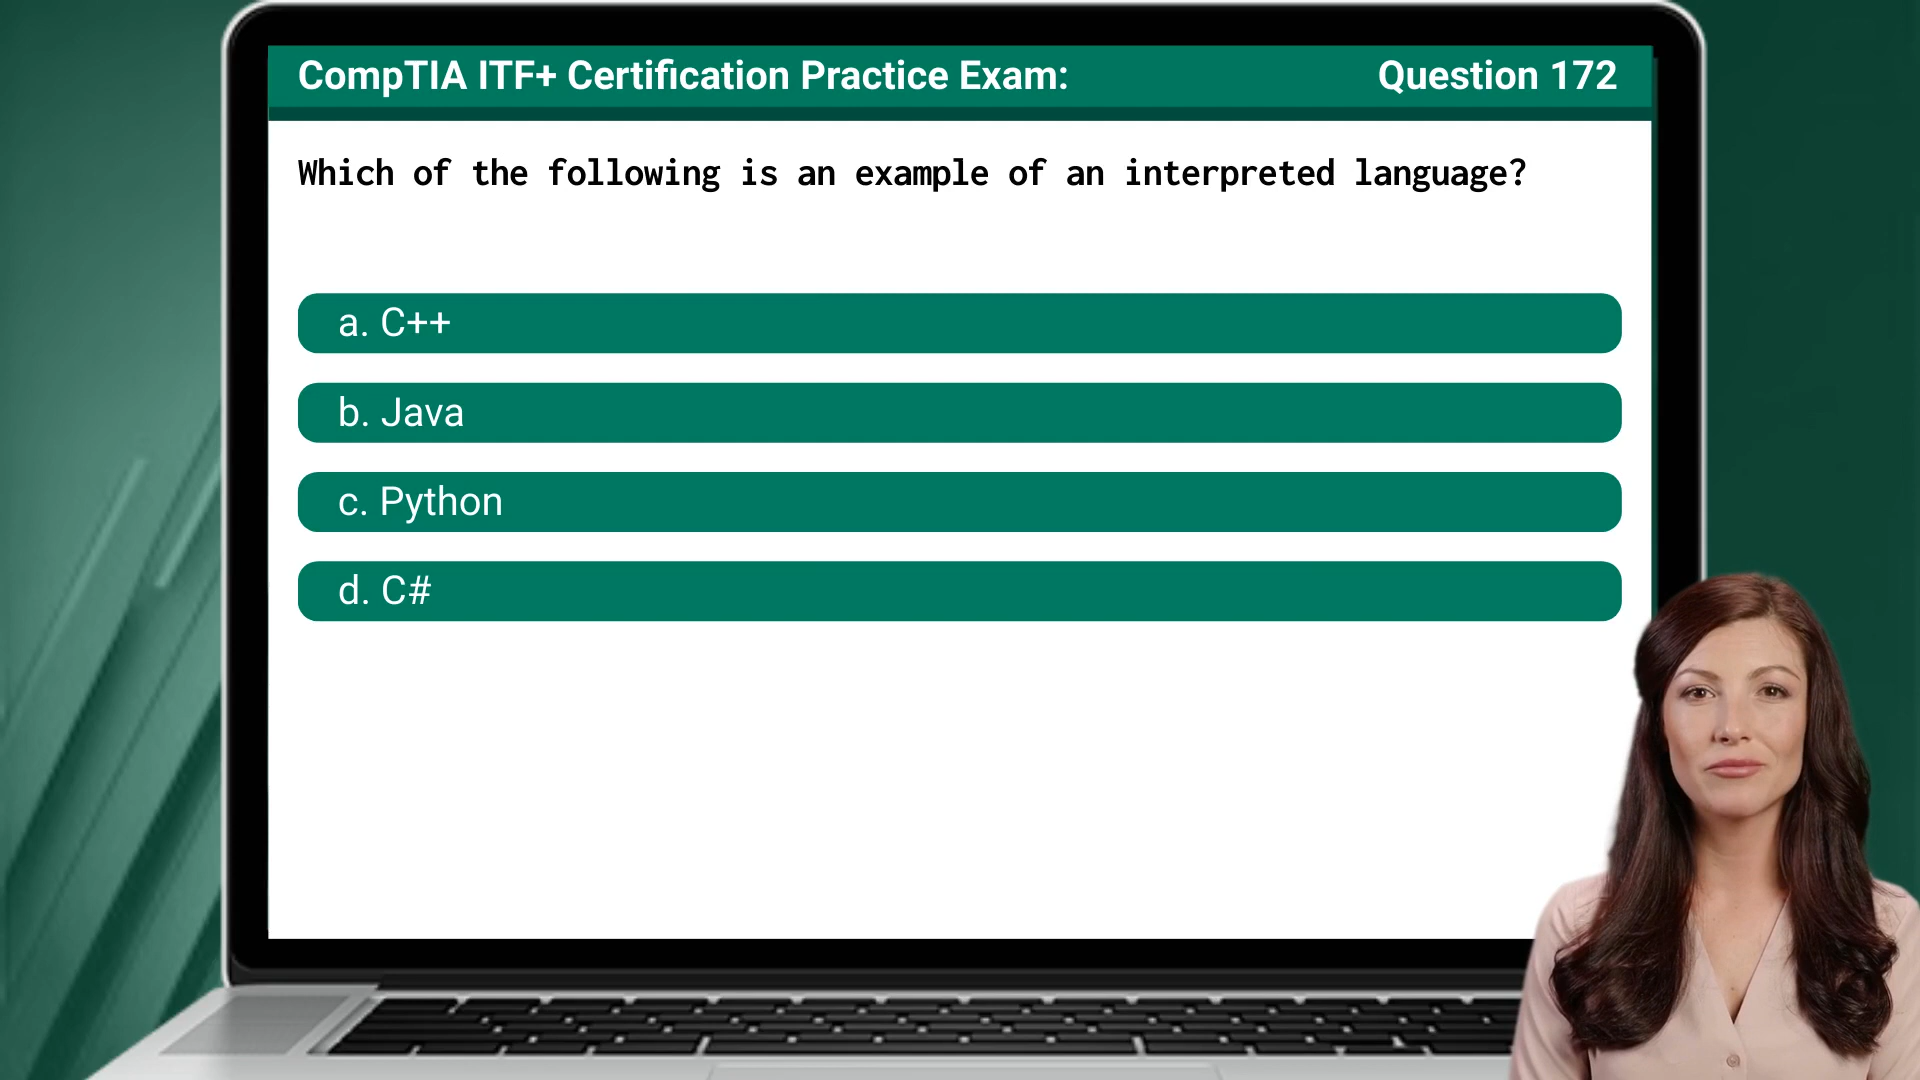 CompTIA ITF+ Certification Practice Exam: Question 172
Which of the following is an example of an interpreted language?
a. C++
b. Java
c. Python
d. C#